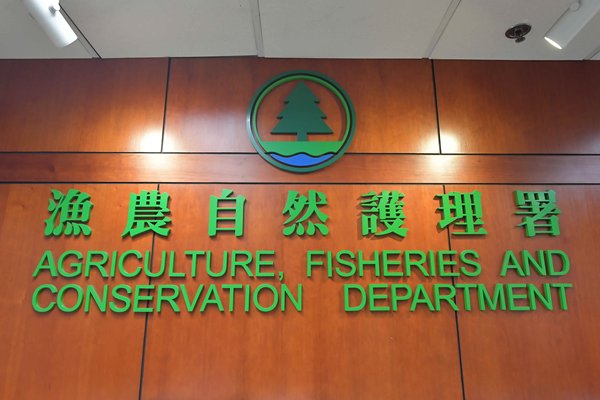 漁農自然護理署
AGRICULTURE, FISHERIES AND
CONSERVATION DEPARTMENT